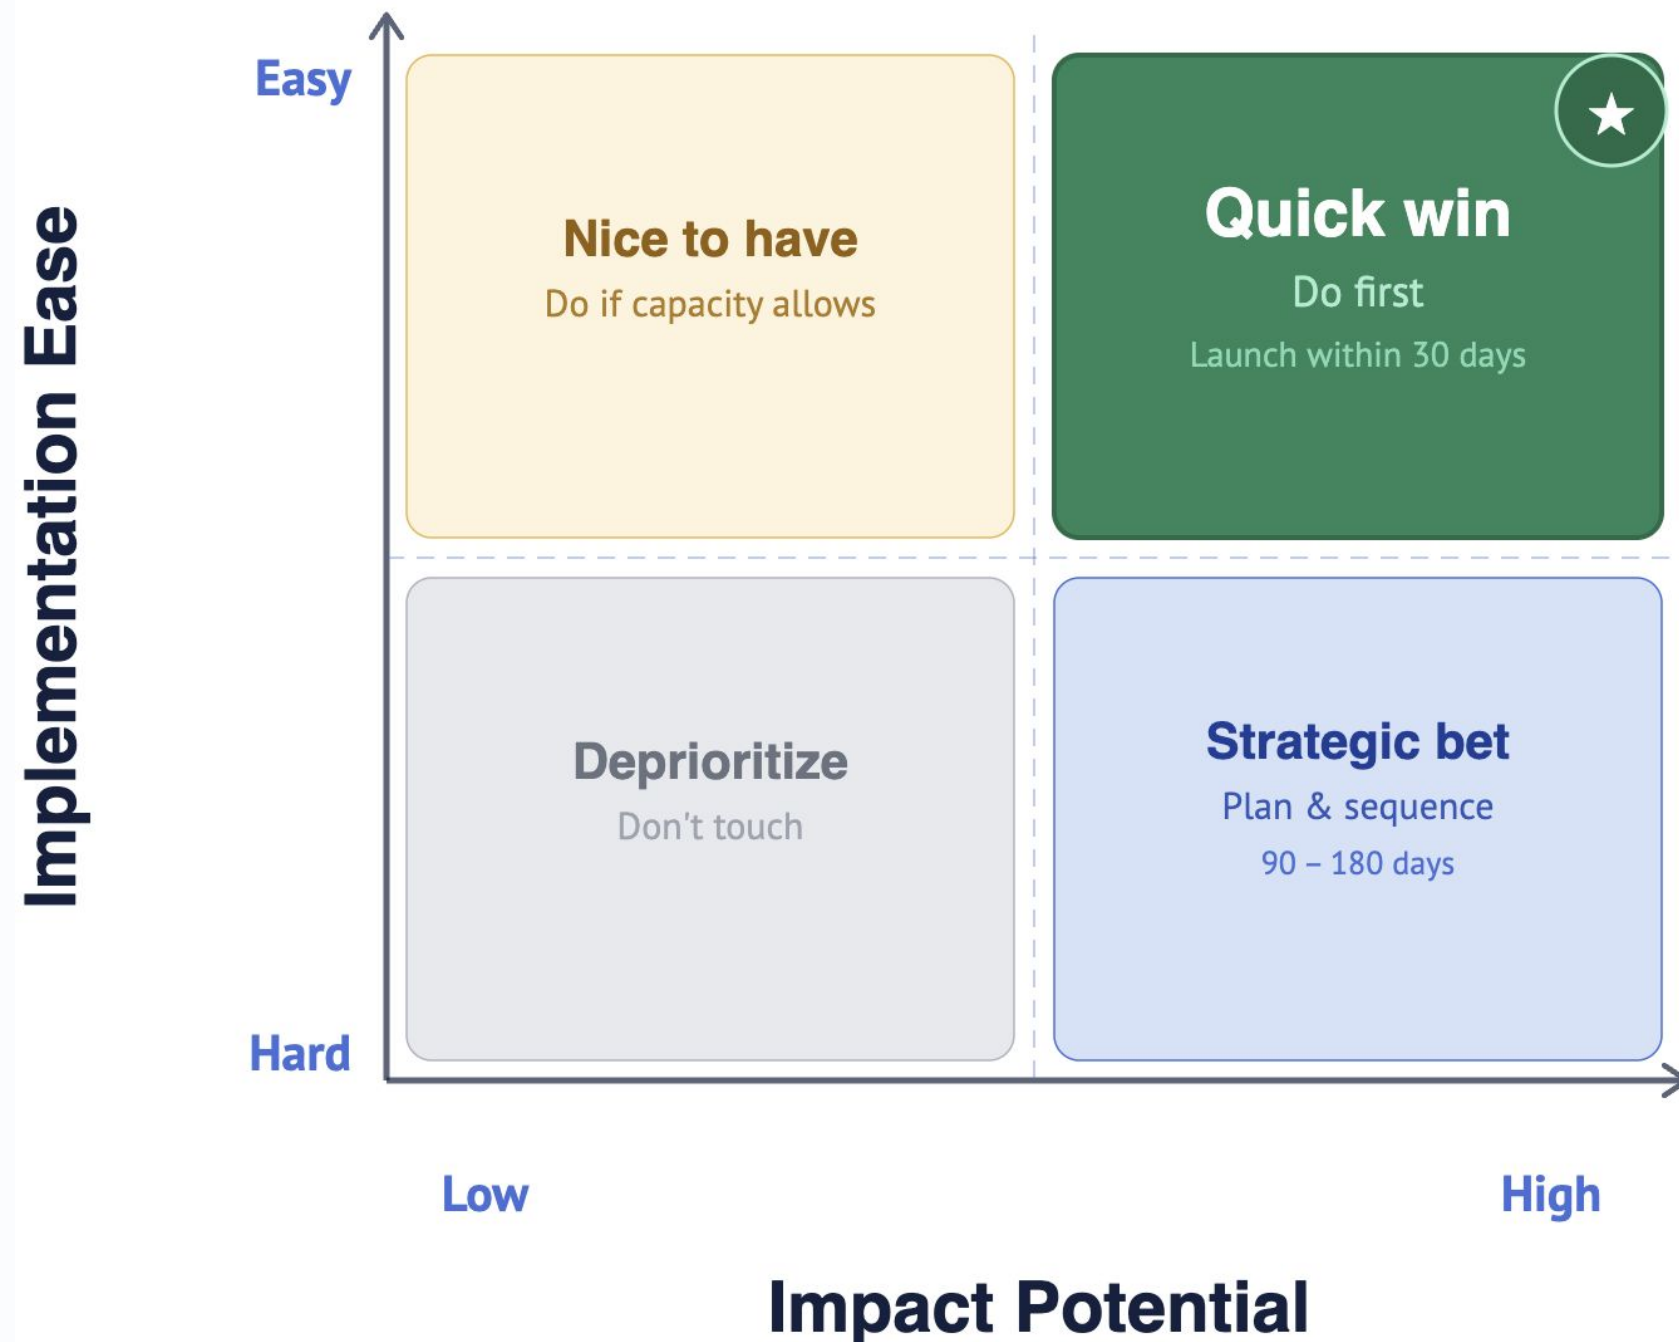 Implementation Ease
Easy
Nice to have
Do if capacity allows
Quick win
Do first
Launch within 30 days
Deprioritize
Don't touch
Strategic bet
Plan & sequence
90 – 180 days
Hard
Low
High
Impact Potential